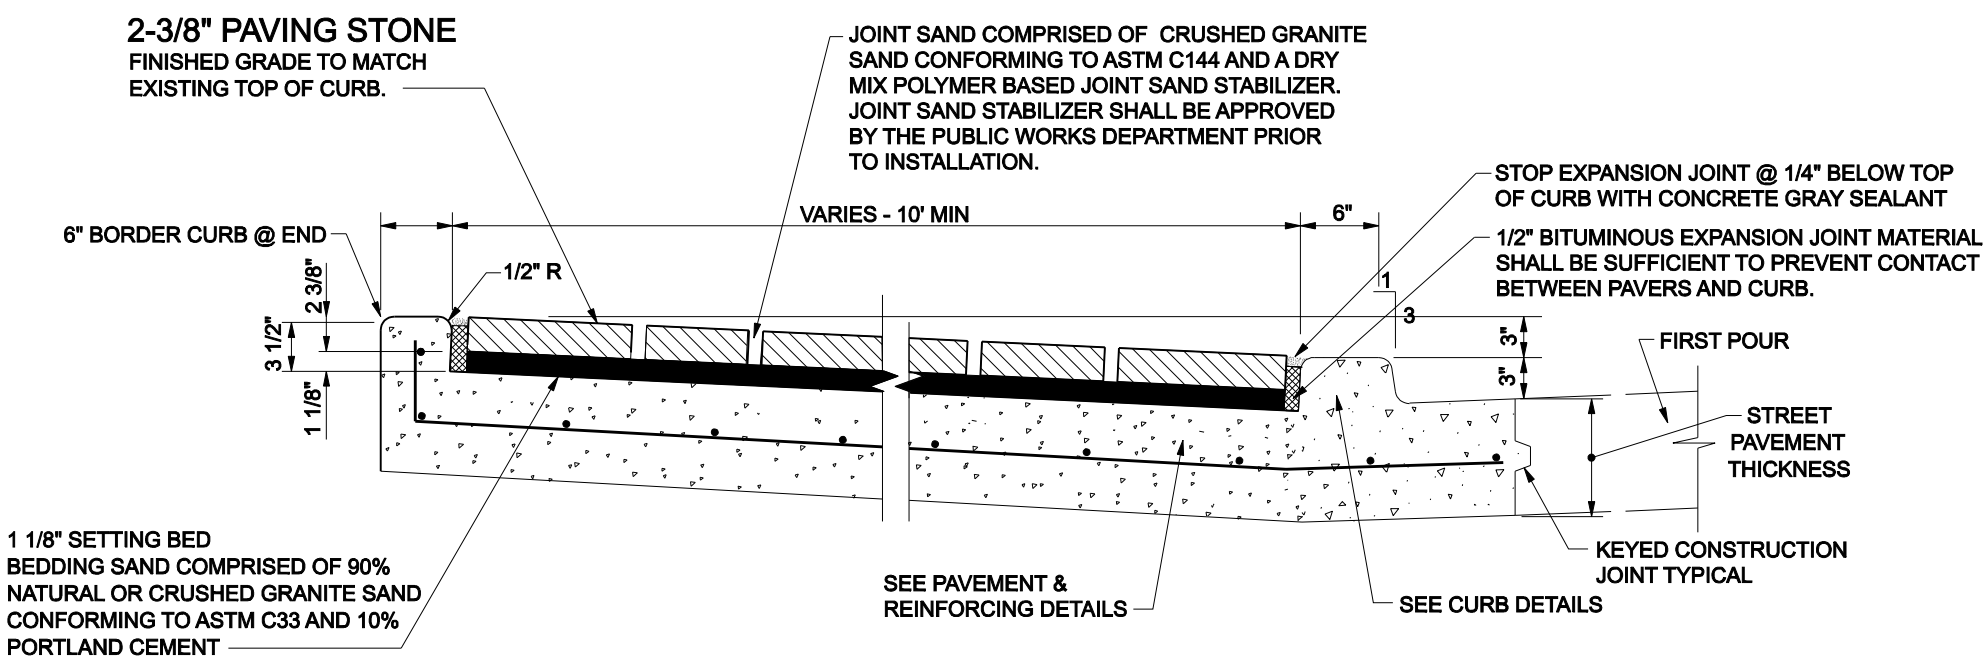 2-3/8" PAVING STONE
FINISHED GRADE TO MATCH
EXISTING TOP OF CURB.
JOINT SAND COMPRISED OF CRUSHED GRANITE
SAND CONFORMING TO ASTM C144 AND A DRY
MIX POLYMER BASED JOINT SAND STABILIZER.
JOINT SAND STABILIZER SHALL BE APPROVED
BY THE PUBLIC WORKS DEPARTMENT PRIOR
TO INSTALLATION.
STOP EXPANSION JOINT @ 1/4" BELOW TOP
OF CURB WITH CONCRETE GRAY SEALANT
VARIES - 10' MIN
6"
6" BORDER CURB @ END
1/2" BITUMINOUS EXPANSION JOINT MATERIAL
SHALL BE SUFFICIENT TO PREVENT CONTACT
BETWEEN PAVERS AND CURB.
1/2" R
2 3/8"
3 1/2"
1 1/8"
1
3
3"
3"
FIRST POUR
STREET
PAVEMENT
THICKNESS
1 1/8" SETTING BED
BEDDING SAND COMPRISED OF 90%
NATURAL OR CRUSHED GRANITE SAND
CONFORMING TO ASTM C33 AND 10%
PORTLAND CEMENT
SEE PAVEMENT &
REINFORCING DETAILS
SEE CURB DETAILS
KEYED CONSTRUCTION
JOINT TYPICAL